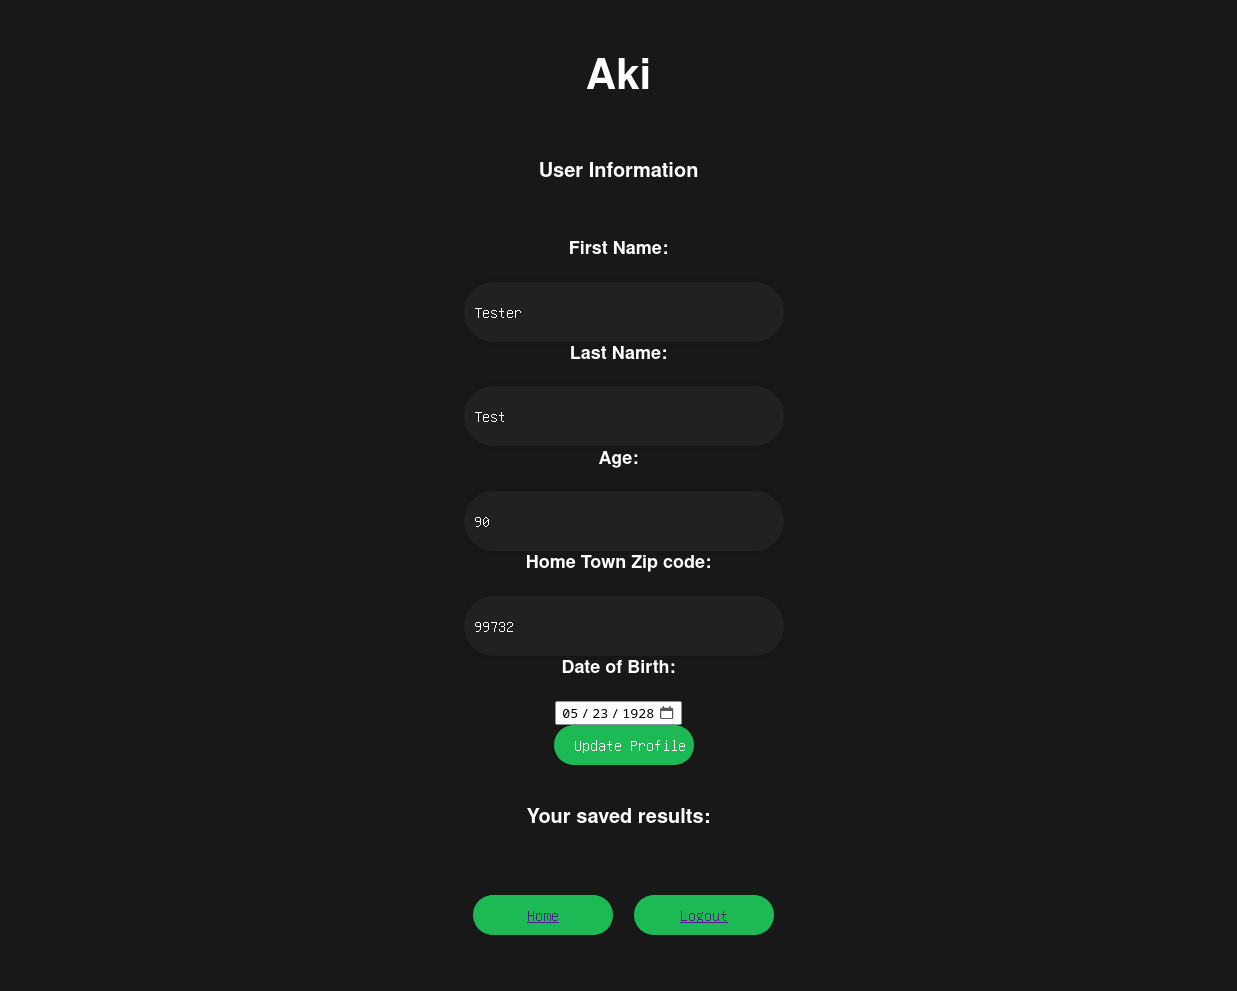 Aki
User Information
First Name:
Tester
Last Name:
Test
Age:
90
Home Town Zip code:
99732
Date of Birth:
05 / 23 / 1928
Update Profile
Your saved results:
Home Logout